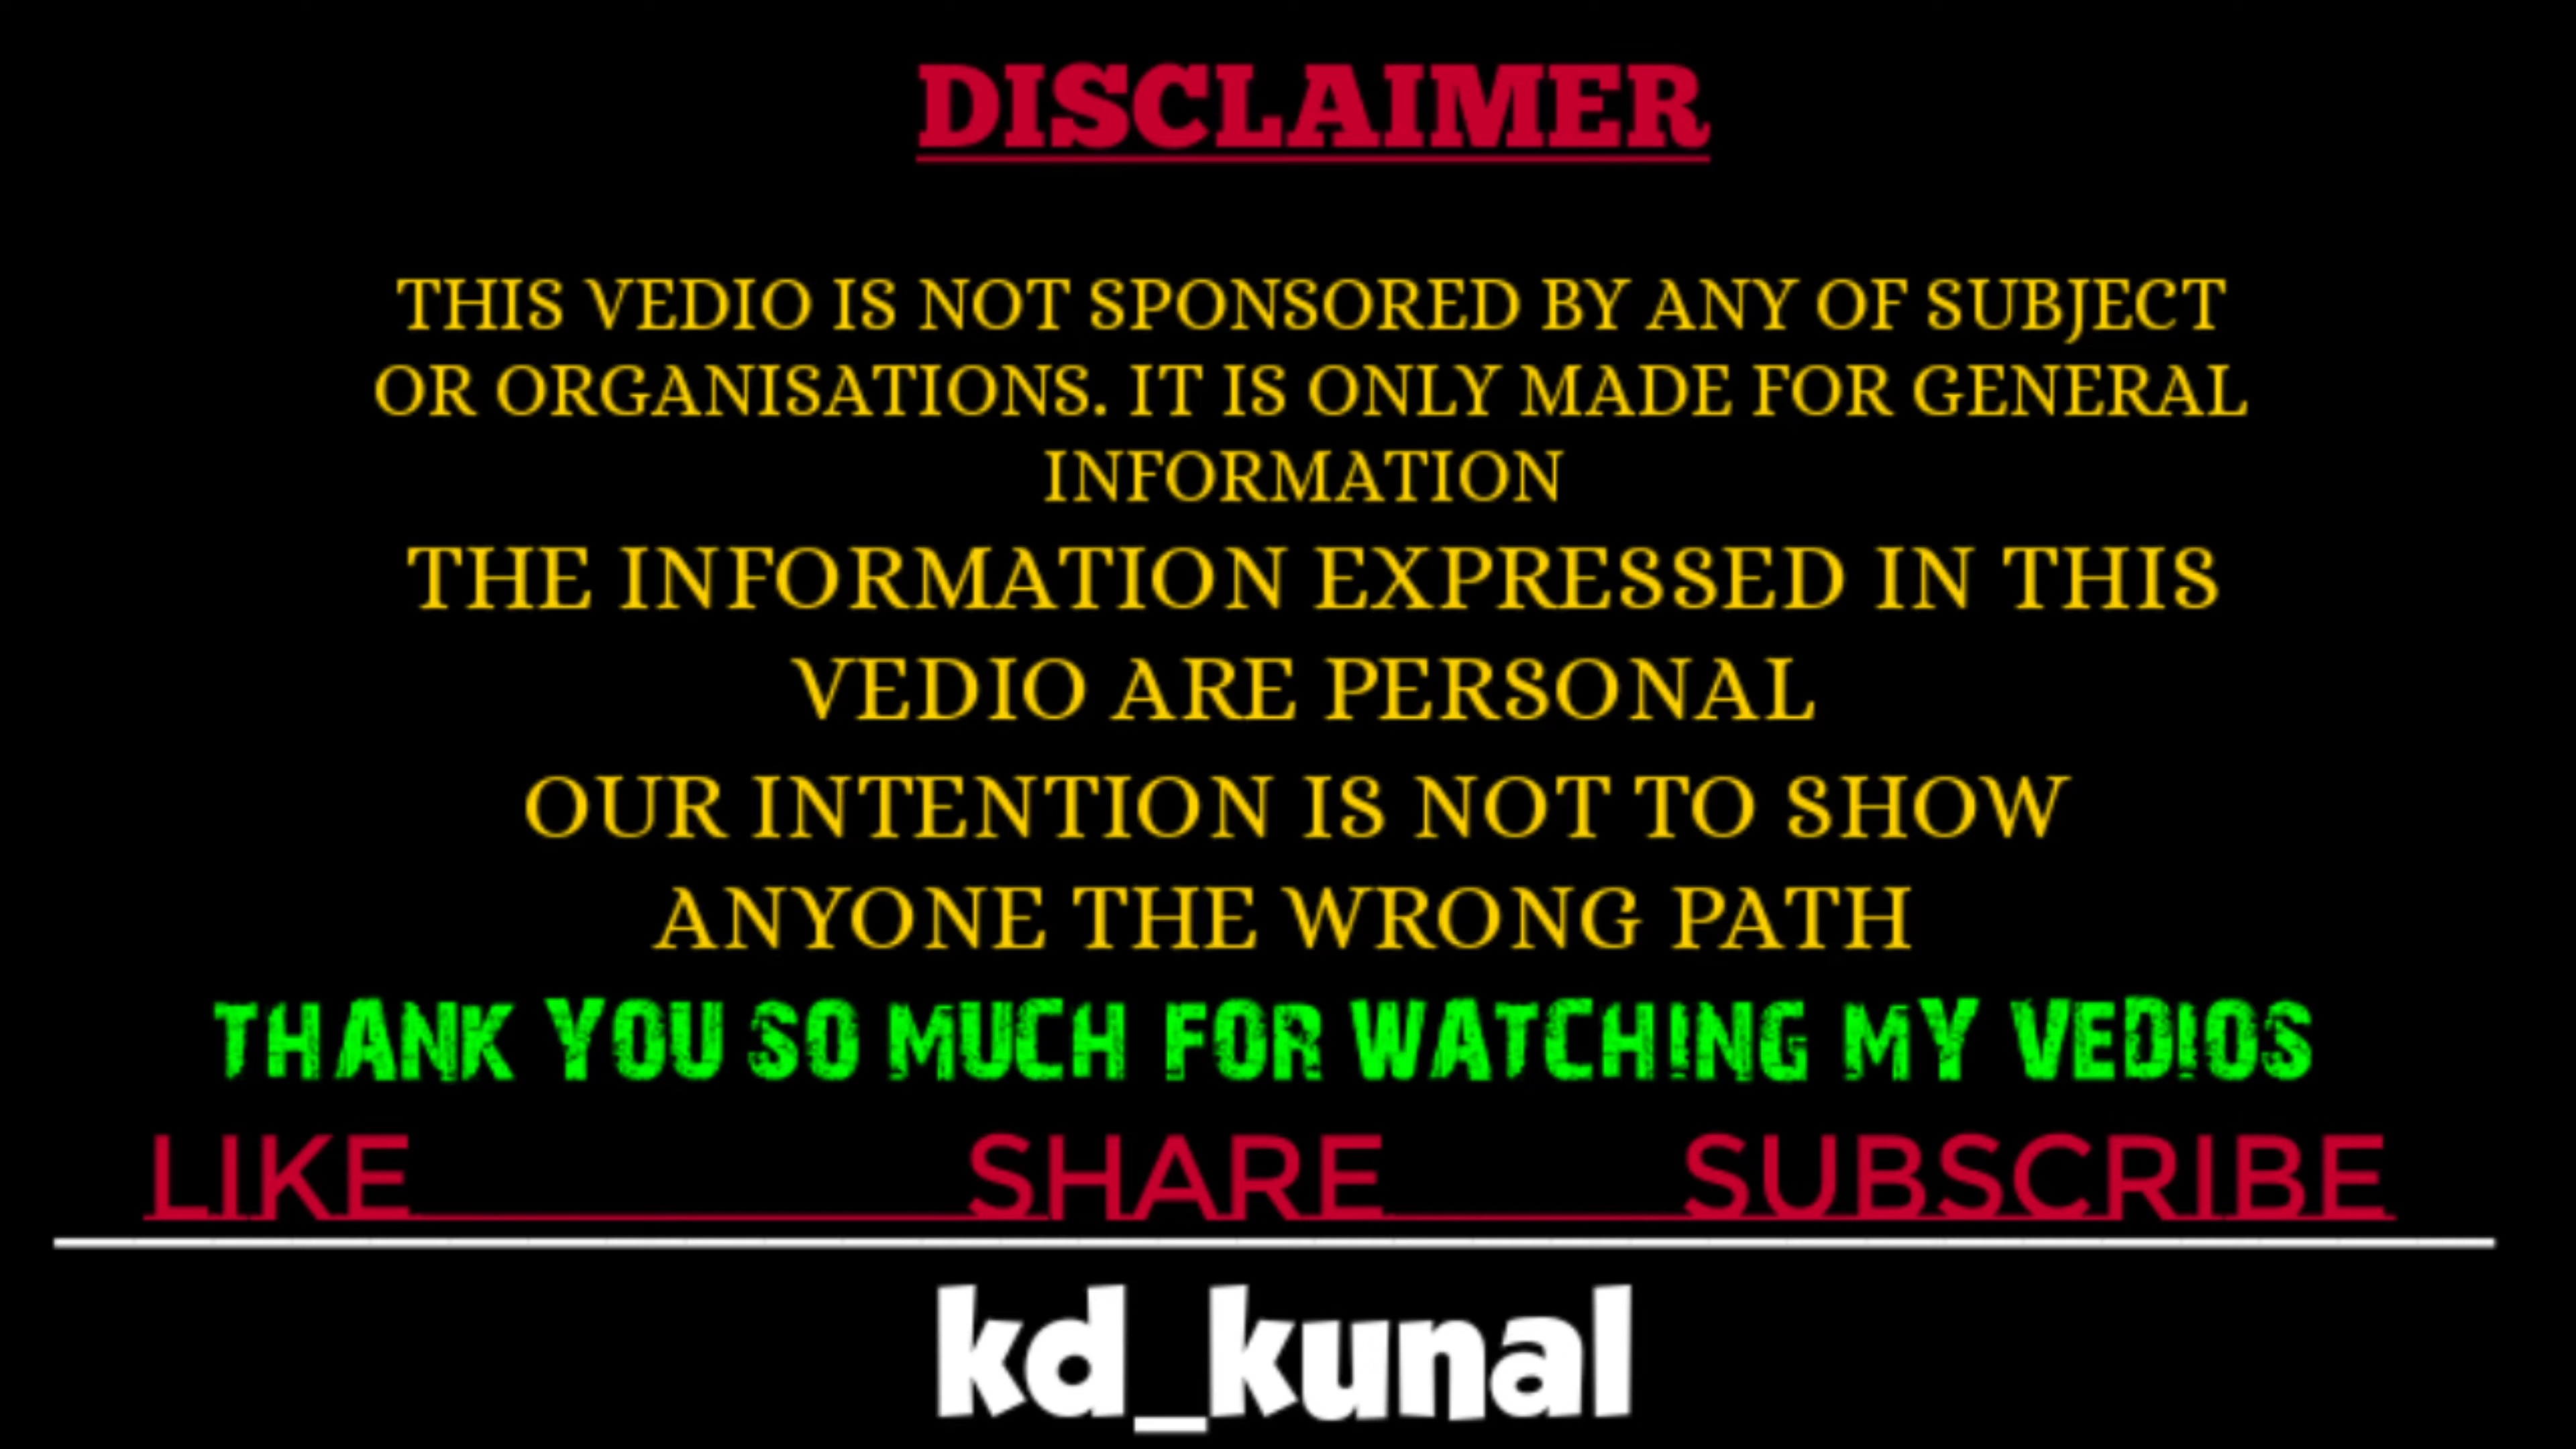 DISCLAIMER
THIS VEDIO IS NOT SPONSORED BY ANY OF SUBJECT
OR ORGANISATIONS. IT IS ONLY MADE FOR GENERAL
INFORMATION
THE INFORMATION EXPRESSED IN THIS
VEDIO ARE PERSONAL
OUR INTENTION IS NOT TO SHOW
ANYONE THE WRONG PATH
THANK YOU SO MUCH FOR WATCHING MY VEDIOS
LIKE SHARE SUBSCRIBE
kd_kunal